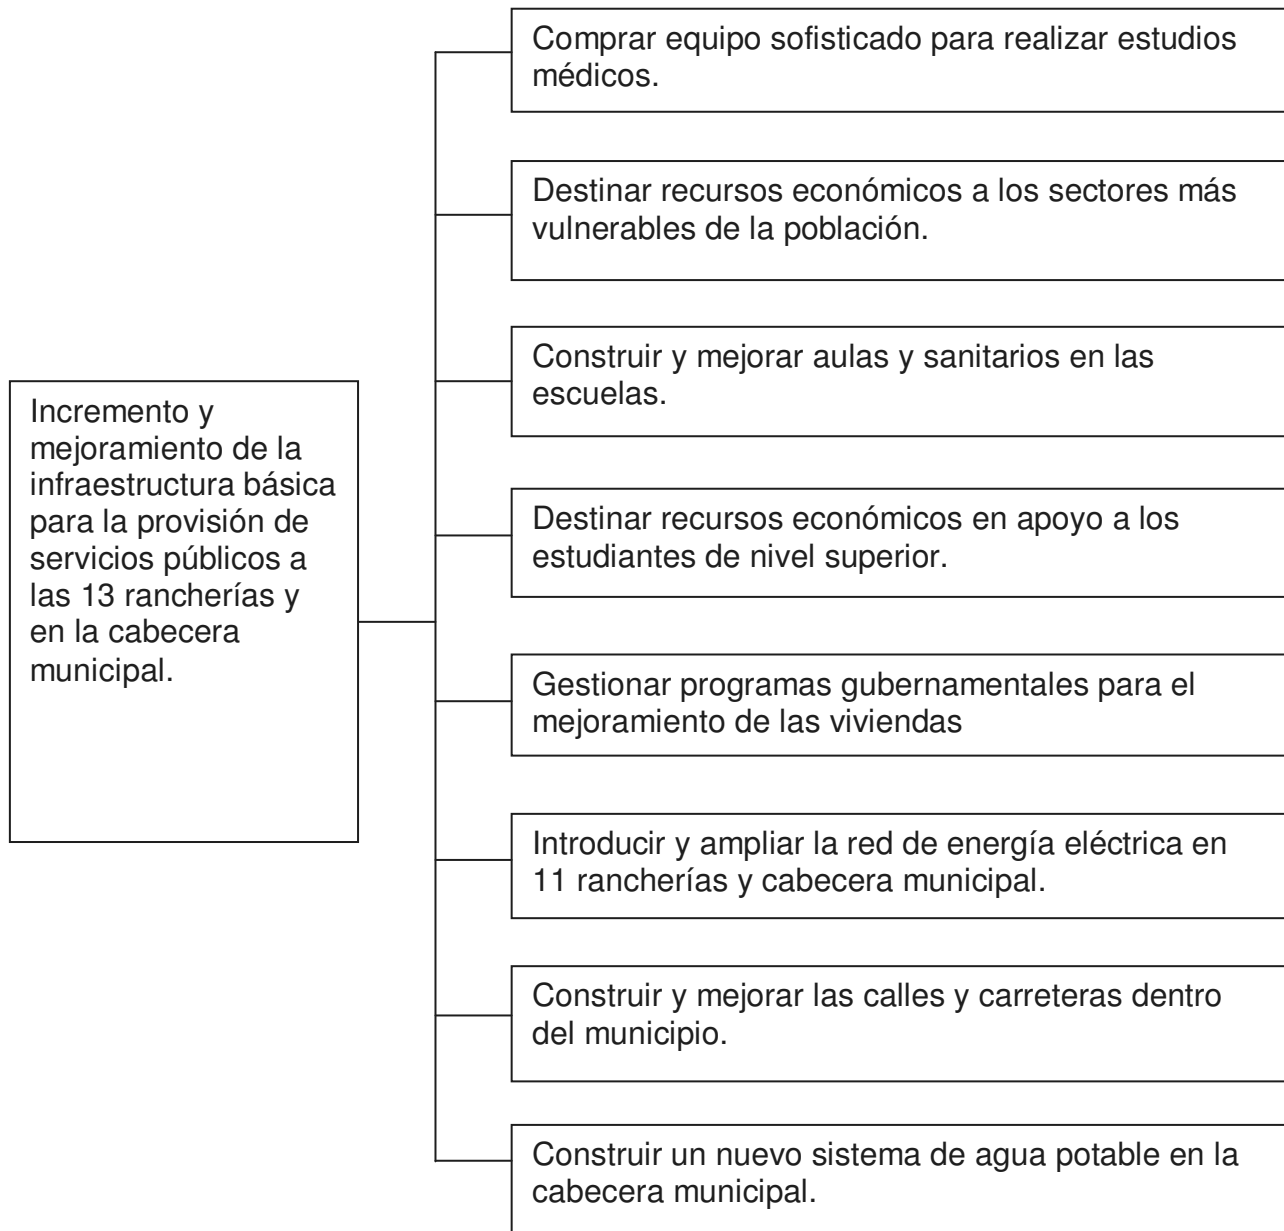 Comprar equipo sofisticado para realizar estudios
médicos.
Destinar recursos económicos a los sectores más
vulnerables de la población.
Construir y mejorar aulas y sanitarios en las
escuelas.
Incremento y
mejoramiento de la
infraestructura básica
para la provisión de
servicios públicos a
las 13 rancherías y
en la cabecera
municipal.
Destinar recursos económicos en apoyo a los
estudiantes de nivel superior.
Gestionar programas gubernamentales para el
mejoramiento de las viviendas
Introducir y ampliar la red de energía eléctrica en
11 rancherías y cabecera municipal.
Construir y mejorar las calles y carreteras dentro
del municipio.
Construir un nuevo sistema de agua potable en la
cabecera municipal.